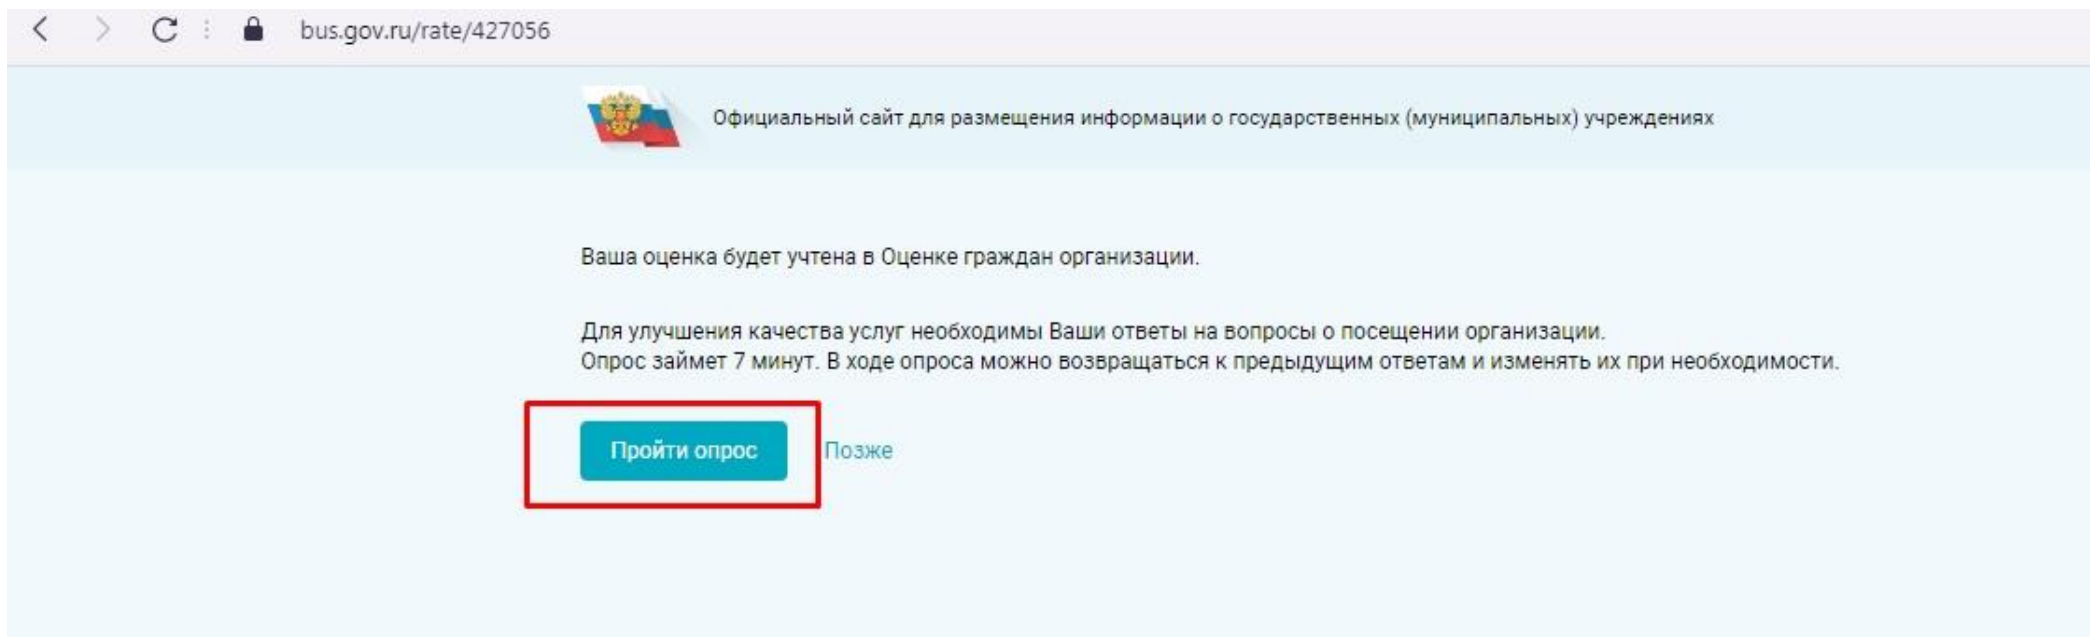 bus.gov.ru/rate/427056
Официальный сайт для размещения информации о государственных (муниципальных) учреждениях
Ваша оценка будет учтена в Оценке граждан организации.
Для улучшения качества услуг необходимы Ваши ответы на вопросы о посещении организации.
Опрос займет 7 минут. В ходе опроса можно возвращаться к предыдущим ответам и изменять их при необходимости.
Пройти опрос Позже